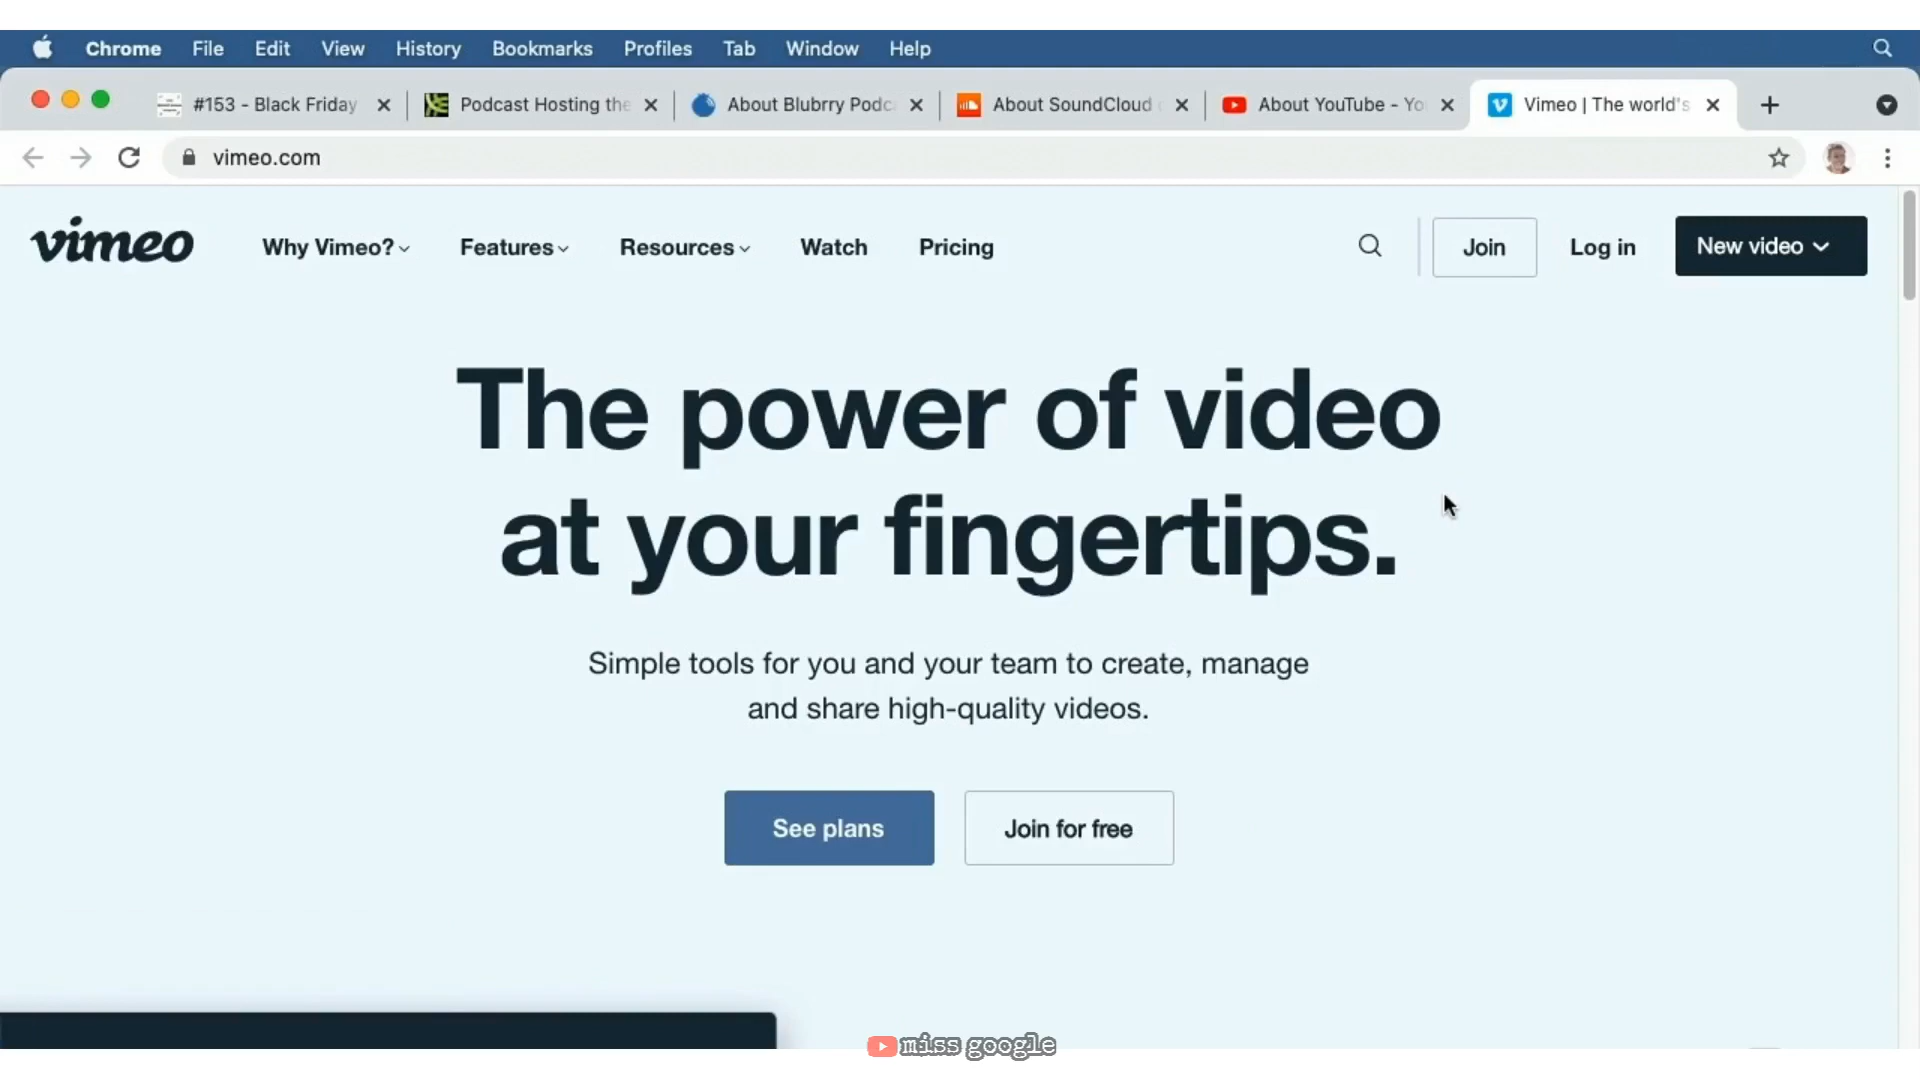 Chrome File Edit View History Bookmarks Profiles Tab Window Help
#153 - Black Friday Podcast Hosting the About Blubrry Podc About SoundCloud About YouTube - Yo Vimeo | The world's
vimeo.com
vimeo Why Vimeo? Features Resources Watch Pricing Join Log in New video
The power of video
at your fingertips.
Simple tools for you and your team to create, manage
and share high-quality videos.
See plans Join for free
miss google